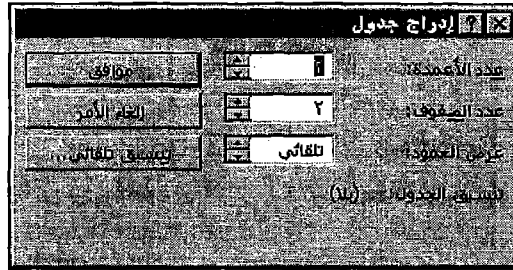 إدراج جدول
عدد الأعمدة:
موافق
عدد الصفوف: ٢
إلغاء الأمر
عرض العمود: تلقائي
تنسيق تلقائي...
تنسيق الجدول: (بلا)